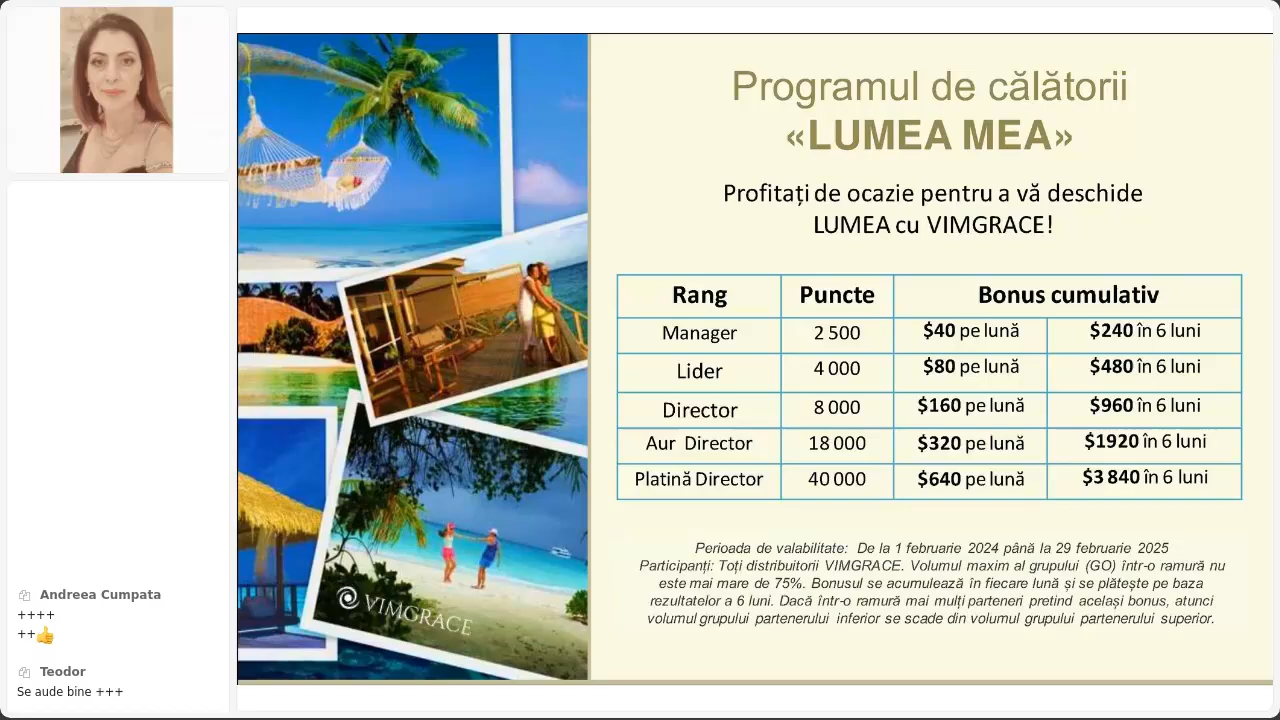 Programul de călătorii
«LUMEA MEA»
Profitați de ocazie pentru a vă deschide
LUMEA cu VIMGRACE!
Rang Puncte Bonus cumulativ
Manager 2 500 $40 pe lună $240 în 6 luni
Lider 4 000 $80 pe lună $480 în 6 luni
Director 8 000 $160 pe lună $960 în 6 luni
Aur Director 18 000 $320 pe lună $1920 în 6 luni
Platină Director 40 000 $640 pe lună $3 840 în 6 luni
Perioada de valabilitate: De la 1 februarie 2024 până la 29 februarie 2025
Participanți: Toți distribuitorii VIMGRACE. Volumul maxim al grupului (GO) într-o ramură nu
este mai mare de 75%. Bonusul se acumulează în fiecare lună și se plătește pe baza
rezultatelor a 6 luni. Dacă într-o ramură mai mulți parteneri pretind același bonus, atunci
volumul grupului partenerului inferior se scade din volumul grupului partenerului superior.
VIMGRACE
Andreea Cumpata
++++
++👍
Teodor
Se aude bine +++